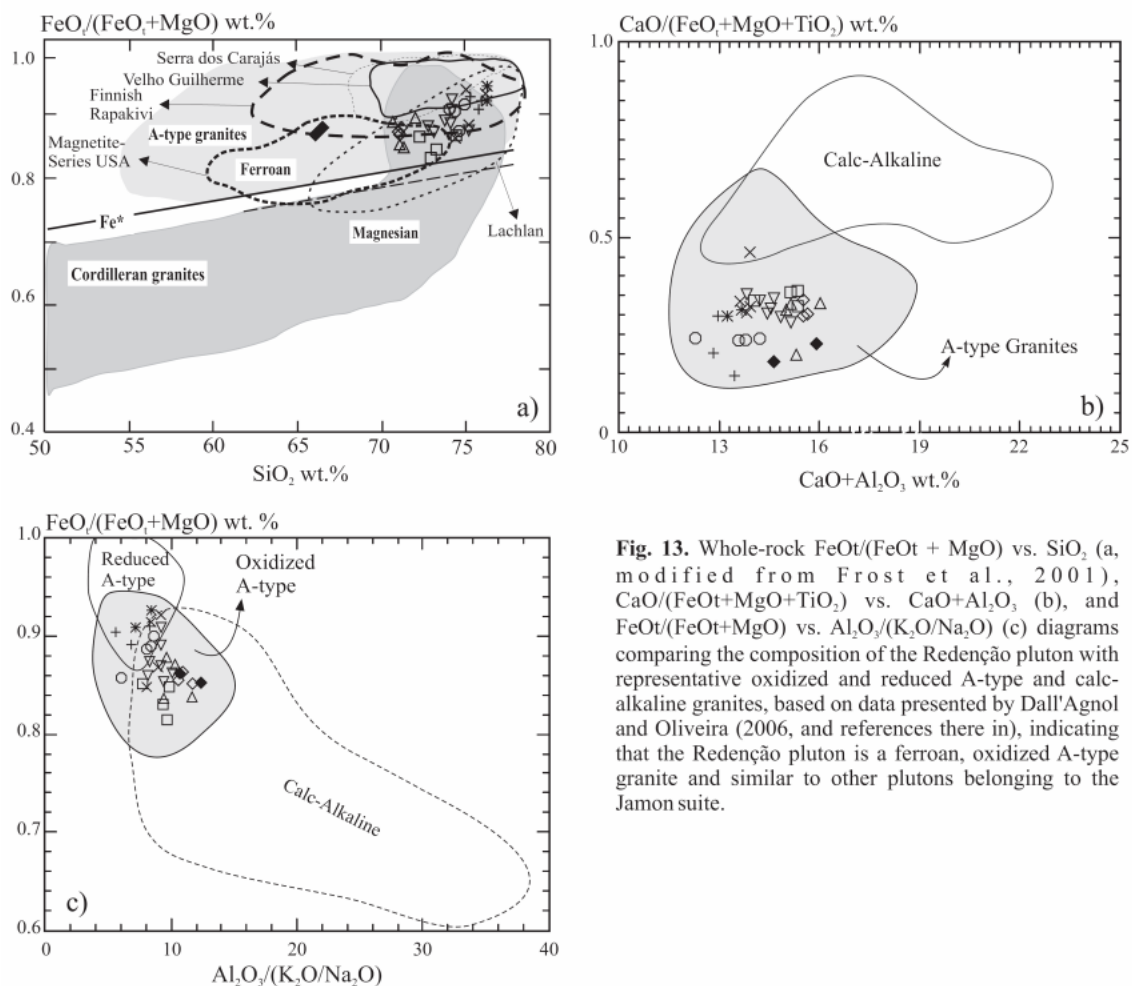 FeOₜ/(FeOₜ+MgO) wt.%
1.0
0.8
0.6
0.4
Serra dos Carajás
Velho Guilherme
Finnish
Rapakivi
A-type granites
Magnetite-
Series USA
Ferroan
Fe*
Magnesian
Lachlan
Cordilleran granites
a)
50 55 60 65 70 75 80
SiO₂ wt.%
CaO/(FeOₜ+MgO+TiO₂) wt.%
1.0
0.5
0
Calc-Alkaline
A-type Granites
b)
10 13 16 19 22 25
CaO+Al₂O₃ wt.%
FeOₜ/(FeOₜ+MgO) wt. %
1.0
0.9
0.8
0.7
0.6
Reduced
A-type
Oxidized
A-type
Calc-Alkaline
c)
0 10 20 30 40
Al₂O₃/(K₂O/Na₂O)
Fig. 13. Whole-rock FeOt/(FeOt + MgO) vs. SiO₂ (a,
modified from Frost et al., 2001),
CaO/(FeOt+MgO+TiO₂) vs. CaO+Al₂O₃ (b), and
FeOt/(FeOt+MgO) vs. Al₂O₃/(K₂O/Na₂O) (c) diagrams
comparing the composition of the Redenção pluton with
representative oxidized and reduced A-type and calc-
alkaline granites, based on data presented by Dall'Agnol
and Oliveira (2006, and references there in), indicating
that the Redenção pluton is a ferroan, oxidized A-type
granite and similar to other plutons belonging to the
Jamon suite.